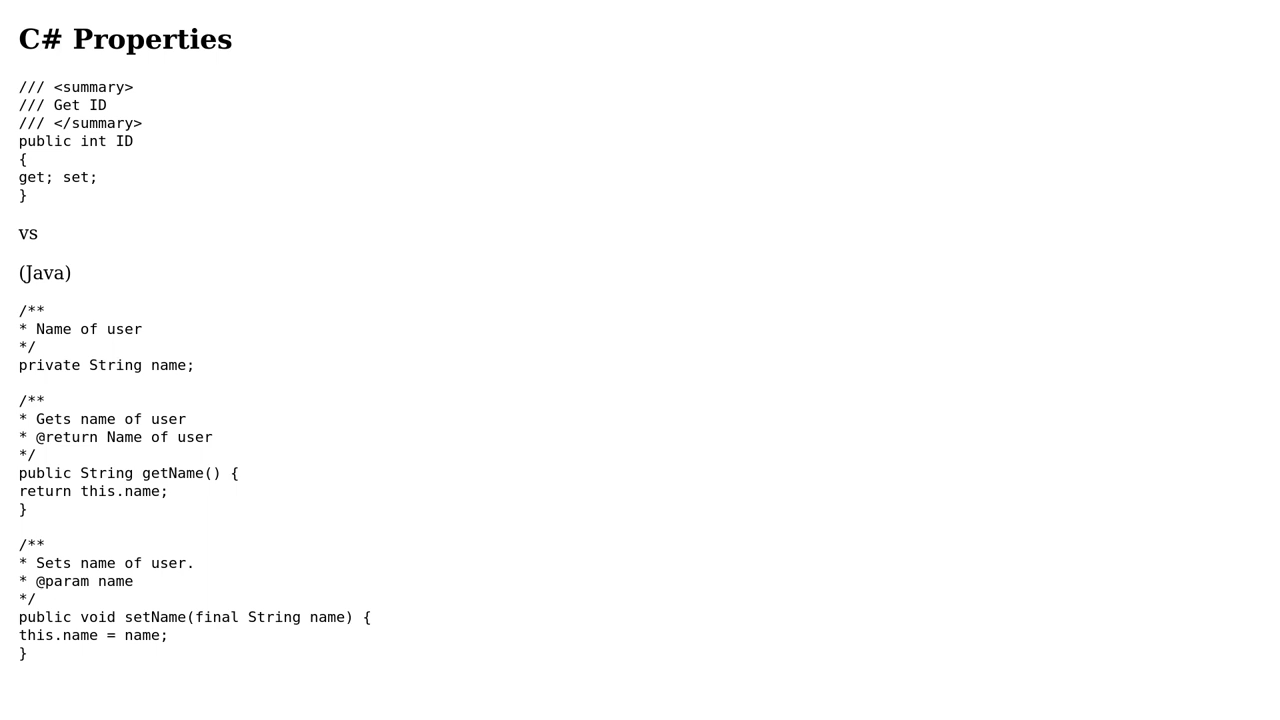 C# Properties
/// <summary>
/// Get ID
/// </summary>
public int ID
{
get; set;
}
vs
(Java)
/**
* Name of user
*/
private String name;
/**
* Gets name of user
* @return Name of user
*/
public String getName() {
return this.name;
}
/**
* Sets name of user.
* @param name
*/
public void setName(final String name) {
this.name = name;
}